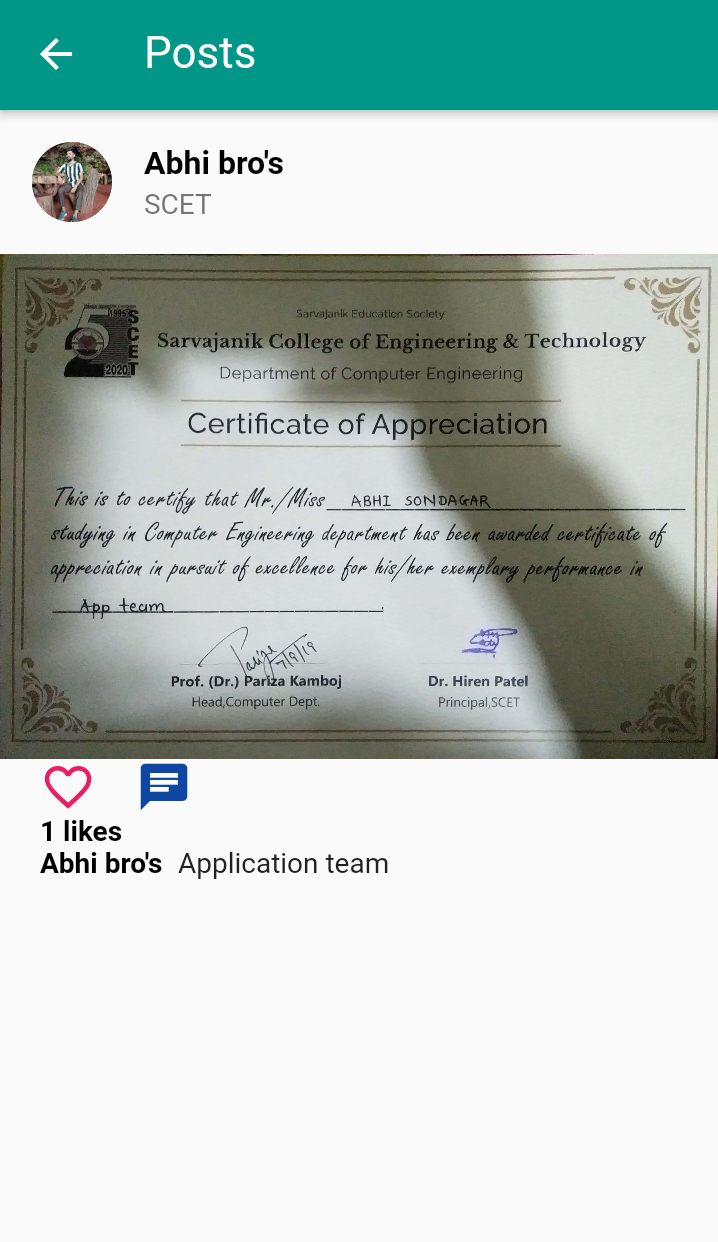 Posts
Abhi bro's
SCET
1995
SCET
2020
Sarvajanik Education Society
Sarvajanik College of Engineering & Technology
Department of Computer Engineering
Certificate of Appreciation
This is to certify that Mr./Miss ABHI SONDAGAR
studying in Computer Engineering department has been awarded certificate of
appreciation in pursuit of excellence for his/her exemplary performance in
App team.
Prof. (Dr.) Pariza Kamboj
Dr. Hiren Patel
Head,Computer Dept.
Principal,SCET
1 likes
Abhi bro's Application team